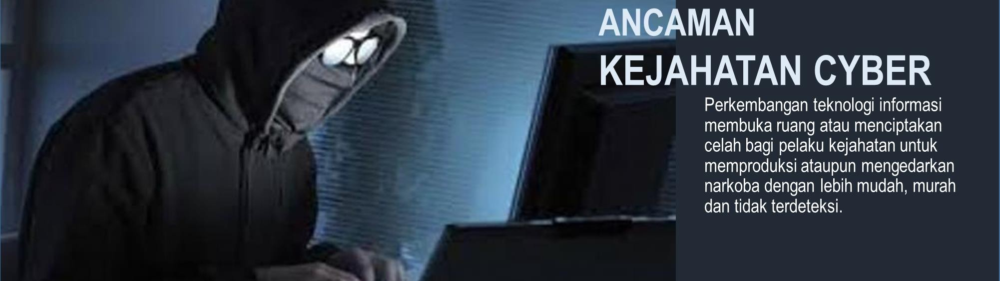 ANCAMAN
KEJAHATAN CYBER
Perkembangan teknologi informasi
membuka ruang atau menciptakan
celah bagi pelaku kejahatan untuk
memproduksi ataupun mengedarkan
narkoba dengan lebih mudah, murah
dan tidak terdeteksi.